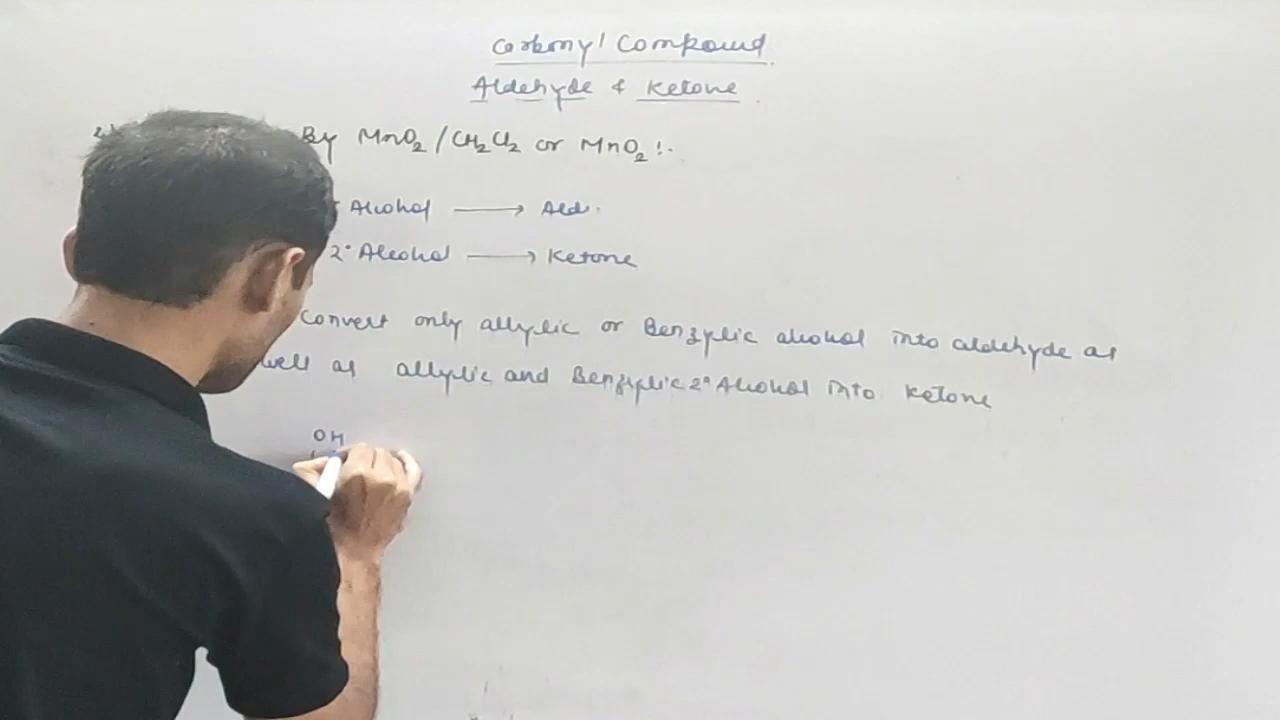 Carbonyl Compound
Aldehyde & Ketone
By MnO2/CH2Cl2 or MnO2:-
Alcohol ⟶ Ald.
2° Alcohol ⟶ Ketone
Convert only allylic or Benzylic alcohol into aldehyde as
well as allylic and Benzylic 2° Alcohol into Ketone
OH